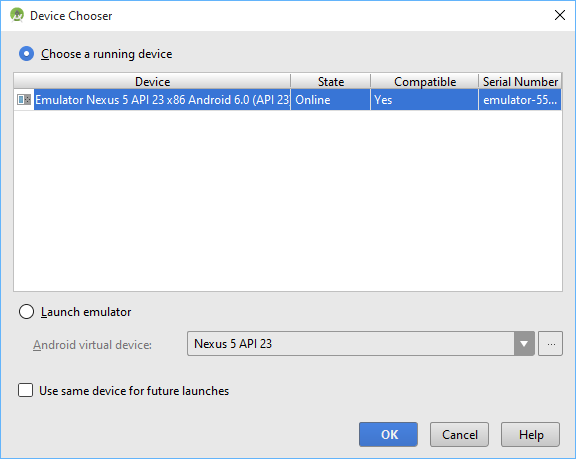 Device Chooser
Choose a running device
Device State Compatible Serial Number
Emulator Nexus 5 API 23 x86 Android 6.0 (API 23) Online Yes emulator-55...
Launch emulator
Android virtual device: Nexus 5 API 23 ...
Use same device for future launches
OK Cancel Help